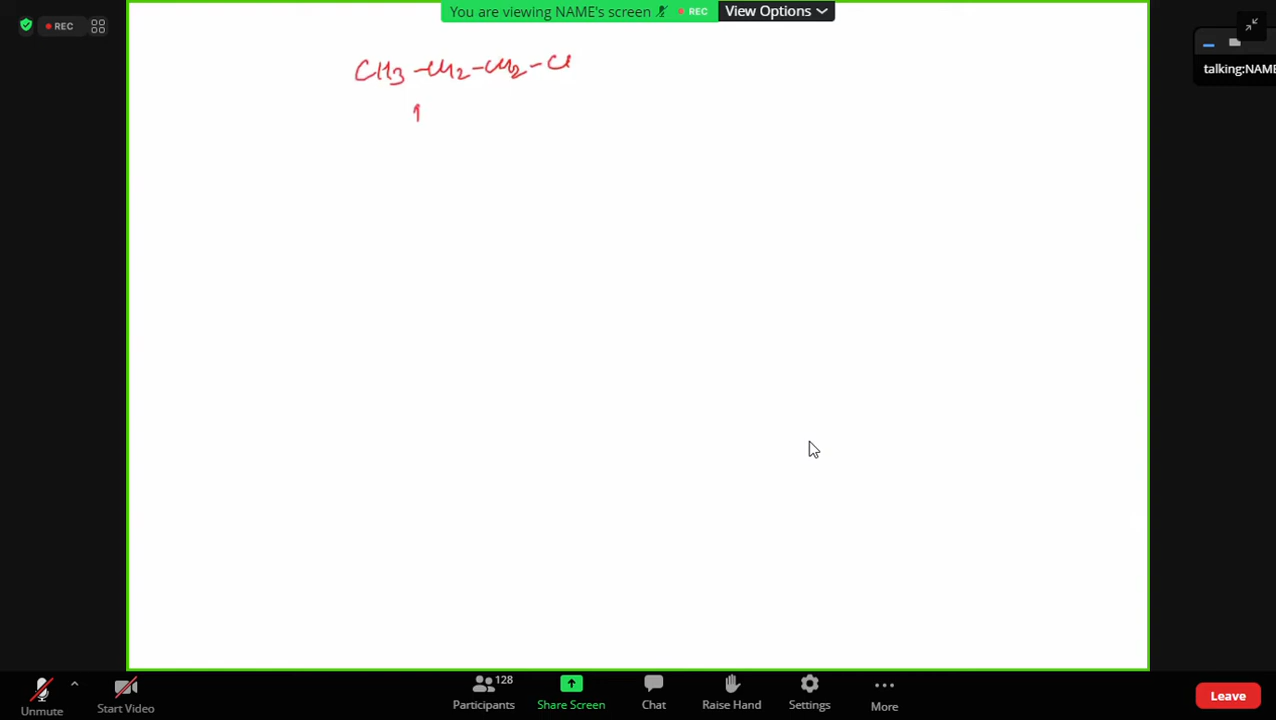 You are viewing NAME's screen REC View Options
REC
talking:NAME
CH3-CH2-CH2-Cl
↑
Unmute
Start Video
Participants 128
Share Screen
Chat
Raise Hand
Settings
More
Leave